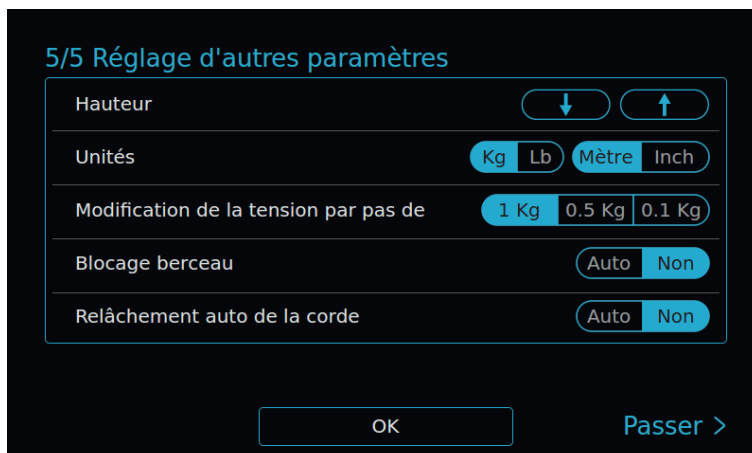 5/5 Réglage d'autres paramètres
Hauteur
Unités Kg Lb Mètre Inch
Modification de la tension par pas de 1 Kg 0.5 Kg 0.1 Kg
Blocage berceau Auto Non
Relâchement auto de la corde Auto Non
OK Passer >